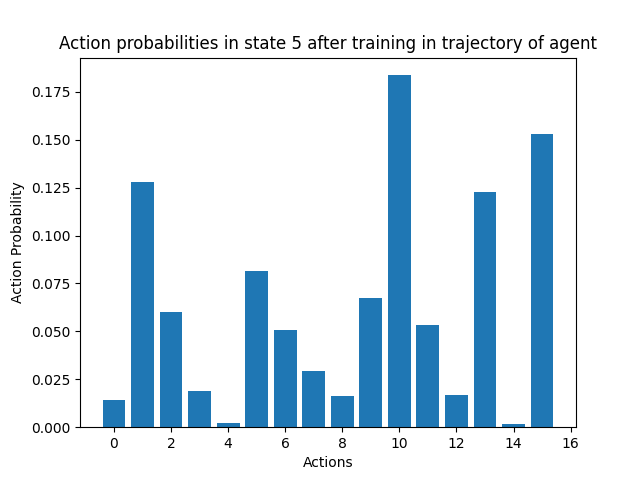 Action probabilities in state 5 after training in trajectory of agent
0.175
0.150
0.125
0.100
0.075
0.050
0.025
0.000
Action Probability
0 2 4 6 8 10 12 14 16
Actions